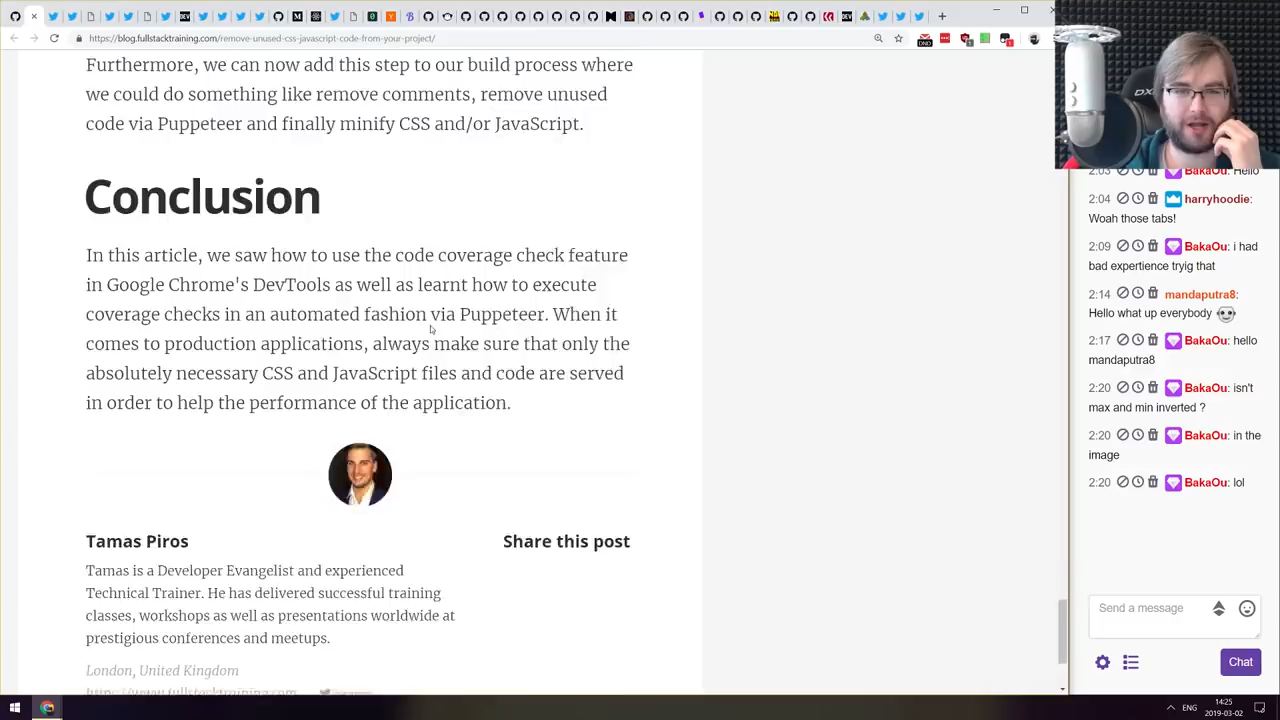 https://blog.fullstacktraining.com/remove-unused-css-javascript-code-from-your-project/
Furthermore, we can now add this step to our build process where
we could do something like remove comments, remove unused
code via Puppeteer and finally minify CSS and/or JavaScript.
Conclusion
In this article, we saw how to use the code coverage check feature
in Google Chrome's DevTools as well as learnt how to execute
coverage checks in an automated fashion via Puppeteer. When it
comes to production applications, always make sure that only the
absolutely necessary CSS and JavaScript files and code are served
in order to help the performance of the application.
Tamas Piros
Share this post
Tamas is a Developer Evangelist and experienced
Technical Trainer. He has delivered successful training
classes, workshops as well as presentations worldwide at
prestigious conferences and meetups.
London, United Kingdom
https://www.fullstacktraining.com
2:03 BakaOu: Hello
2:04 harryhoodie:
Woah those tabs!
2:09 BakaOu: i had
bad expertience tryig that
2:14 mandaputra8:
Hello what up everybody
2:17 BakaOu: hello
mandaputra8
2:20 BakaOu: isn't
max and min inverted ?
2:20 BakaOu: in the
image
2:20 BakaOu: lol
Send a message
Chat
ENG
14:25
2019-03-02